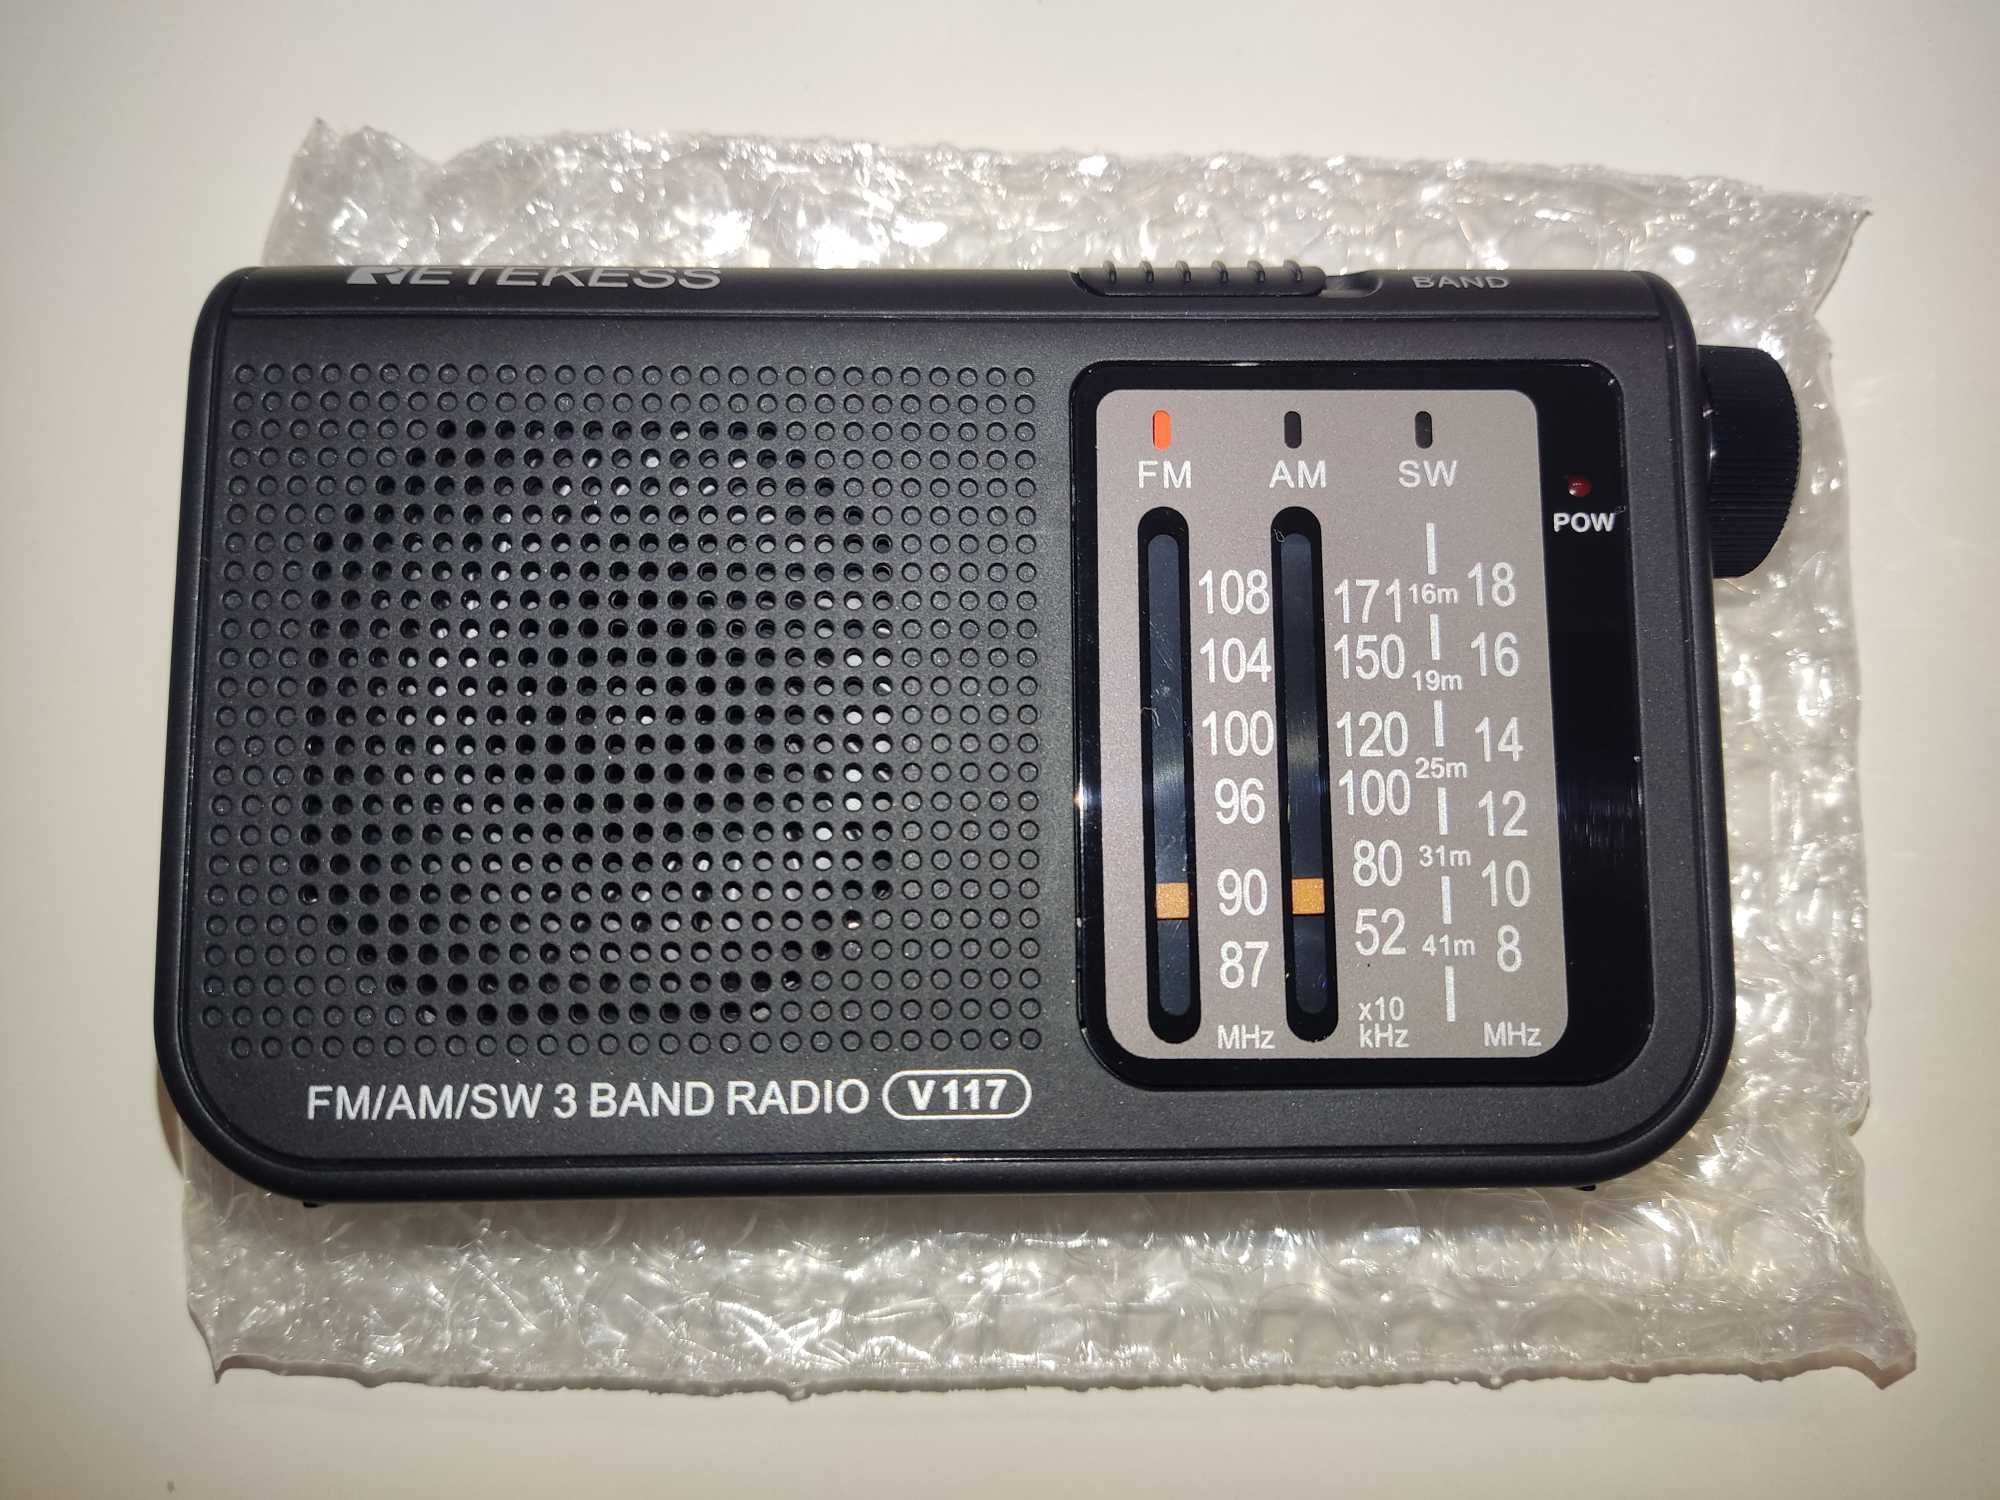 RETEKESS
BAND
FM AM SW
POW
108 171 16m 18
104 150 16
19m
100 120 14
25m
96 100 12
31m
90 80 10
52 41m 8
87
x10
MHz kHz MHz
FM/AM/SW 3 BAND RADIO V117